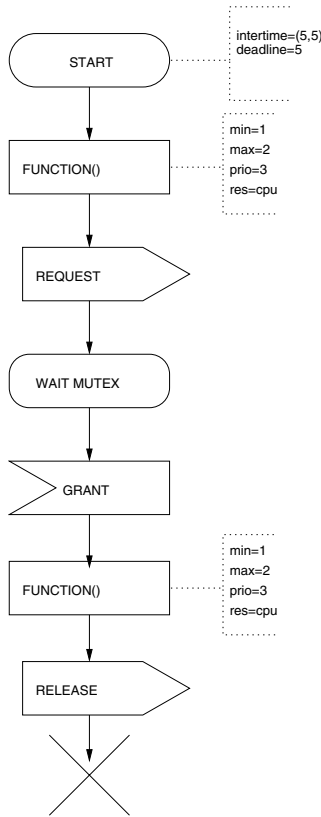 START
intertime=(5,5)
deadline=5
FUNCTION()
min=1
max=2
prio=3
res=cpu
REQUEST
WAIT MUTEX
GRANT
FUNCTION()
min=1
max=2
prio=3
res=cpu
RELEASE